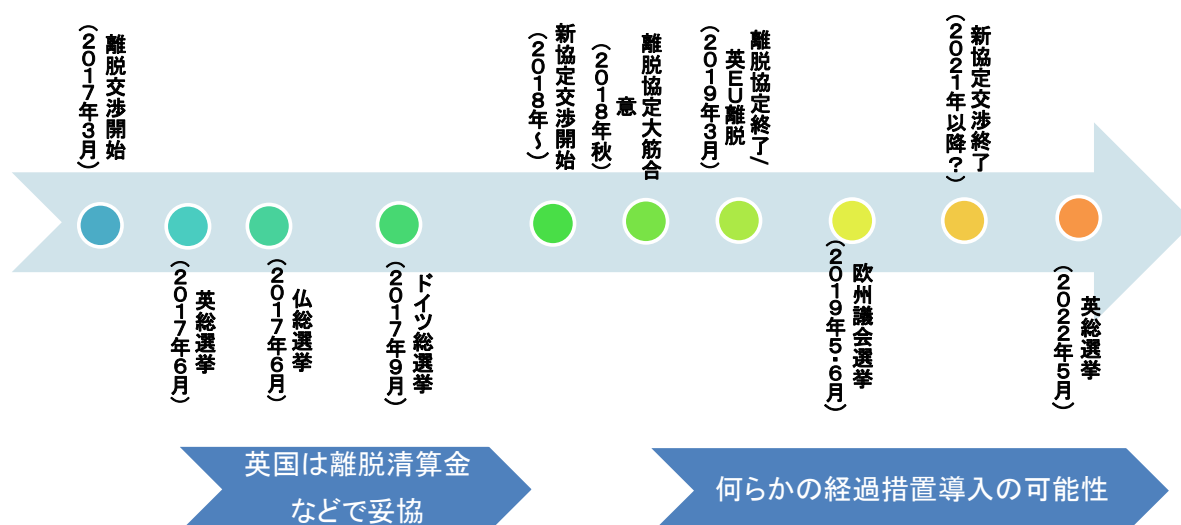 離脱交渉開始
（２０１７年３月）
英総選挙
（２０１７年６月）
仏総選挙
（２０１７年６月）
ドイツ総選挙
（２０１７年９月）
新協定交渉開始
（２０１８年～）
離脱協定大筋合
意
（２０１８年秋）
離脱協定終了/
英ＥＵ離脱
（２０１９年３月）
欧州議会選挙
（２０１９年５・６月）
新協定交渉終了
（２０２１年以降？）
英総選挙
（２０２２年５月）
英国は離脱清算金
などで妥協
何らかの経過措置導入の可能性